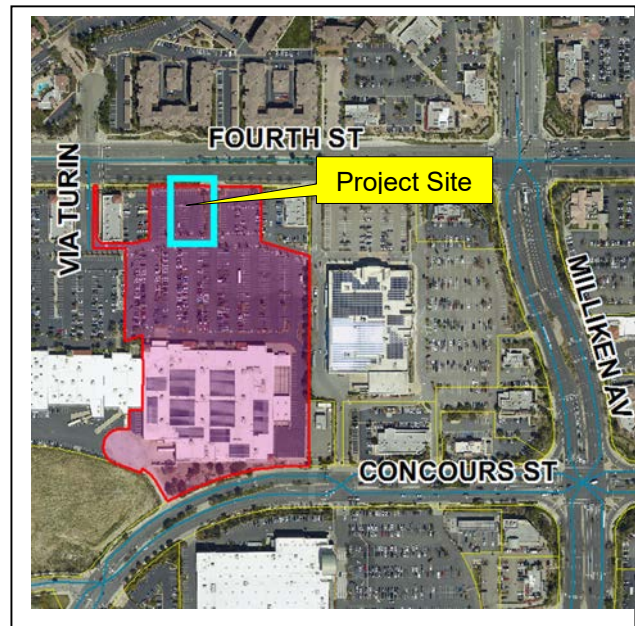 FOURTH ST
Project Site
VIA TURIN
MILLIKEN AV
CONCOURS ST